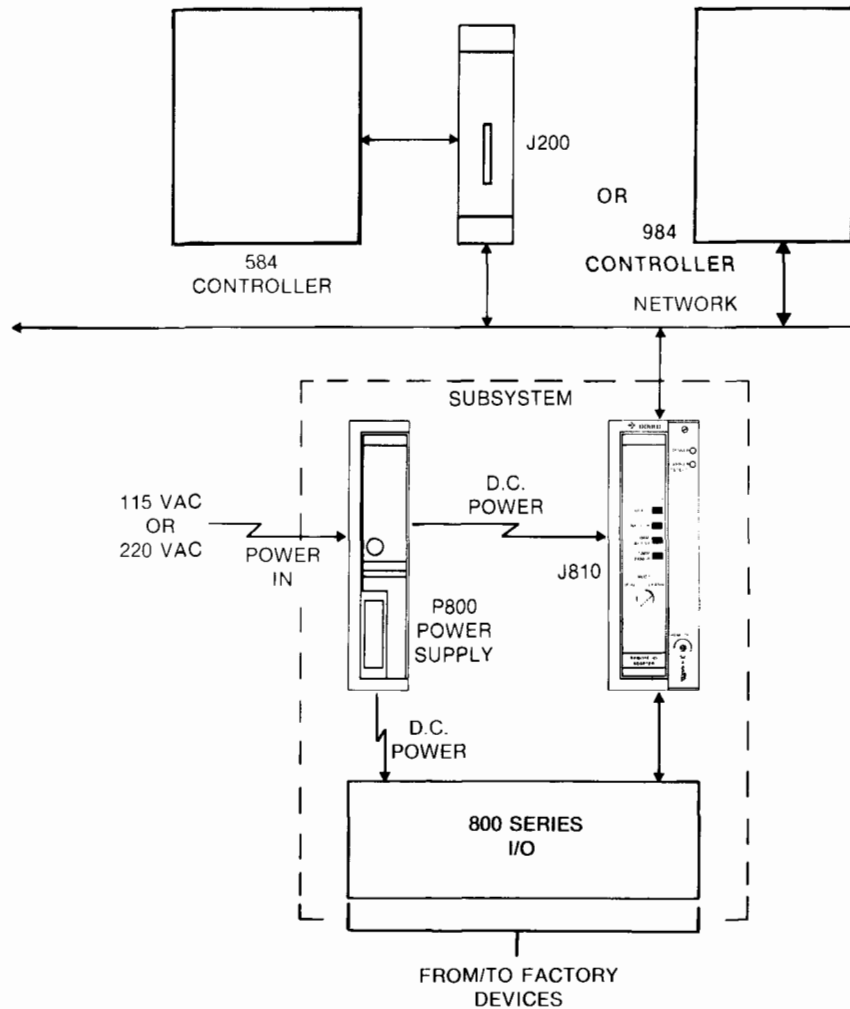 J200
OR
584
CONTROLLER
984
CONTROLLER
NETWORK
SUBSYSTEM
115 VAC
OR
220 VAC
POWER
IN
D.C.
POWER
J810
P800
POWER
SUPPLY
D.C.
POWER
800 SERIES
I/O
FROM/TO FACTORY
DEVICES